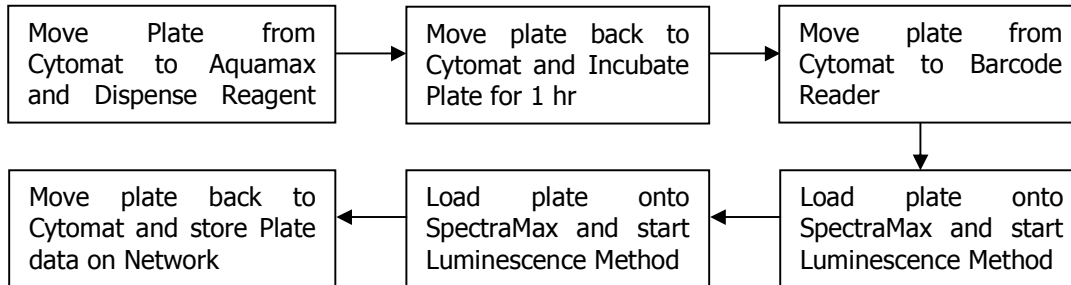 Move Plate from
Cytomat to Aquamax
and Dispense Reagent
Move plate back to
Cytomat and Incubate
Plate for 1 hr
Move plate from
Cytomat to Barcode
Reader
Load plate onto
SpectraMax and start
Luminescence Method
Load plate onto
SpectraMax and start
Luminescence Method
Move plate back to
Cytomat and store Plate
data on Network